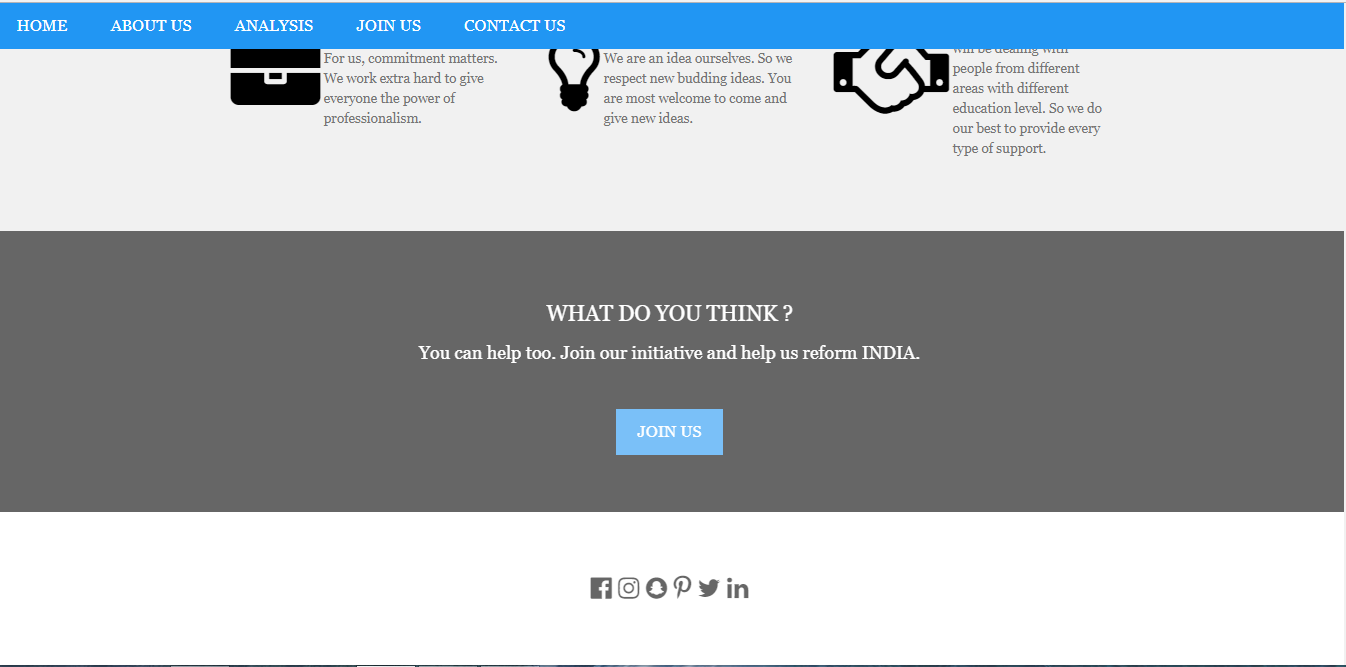 HOME ABOUT US ANALYSIS JOIN US CONTACT US
For us, commitment matters.
We work extra hard to give
everyone the power of
professionalism.
We are an idea ourselves. So we
respect new budding ideas. You
are most welcome to come and
give new ideas.
will be dealing with
people from different
areas with different
education level. So we do
our best to provide every
type of support.
WHAT DO YOU THINK ?
You can help too. Join our initiative and help us reform INDIA.
JOIN US